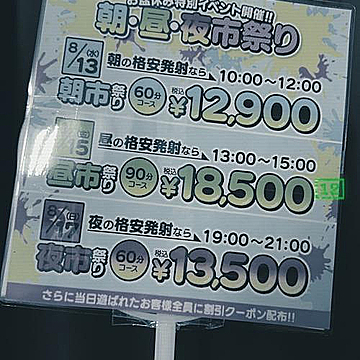 お盆休み特別イベント開催!!
朝・昼・夜市祭り
8/13(水) 朝の格安発射なら 10:00～12:00
朝市祭り 60分コース 税込 ¥12,900
15 昼の格安発射なら 13:00～15:00
昼市祭り 90分コース 税込 ¥18,500
8/17(日) 夜の格安発射なら 19:00～21:00
夜市祭り 60分コース 税込 ¥13,500
さらに当日遊ばれたお客様全員に割引クーポン配布!!